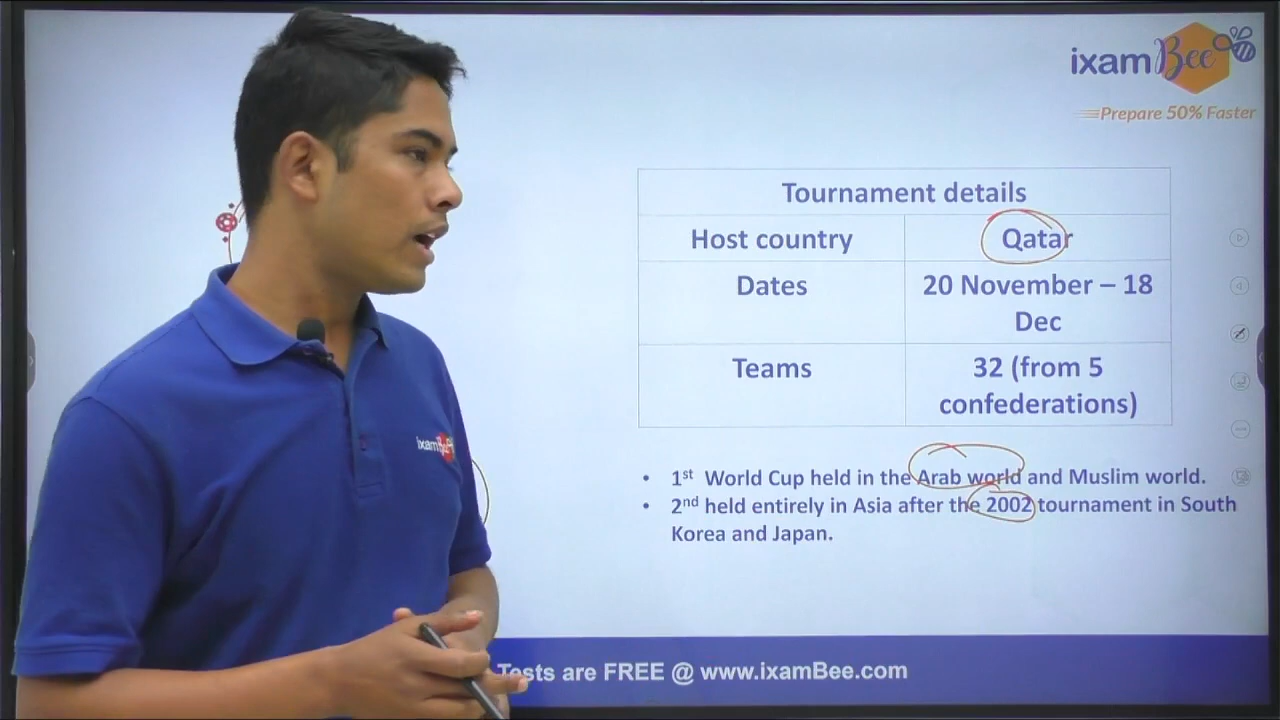 ixamBee
Prepare 50% Faster
Tournament details
Host country Qatar
Dates 20 November – 18
Dec
Teams 32 (from 5
confederations)
• 1st World Cup held in the Arab world and Muslim world.
• 2nd held entirely in Asia after the 2002 tournament in South
Korea and Japan.
ixamBee
Tests are FREE @ www.ixamBee.com